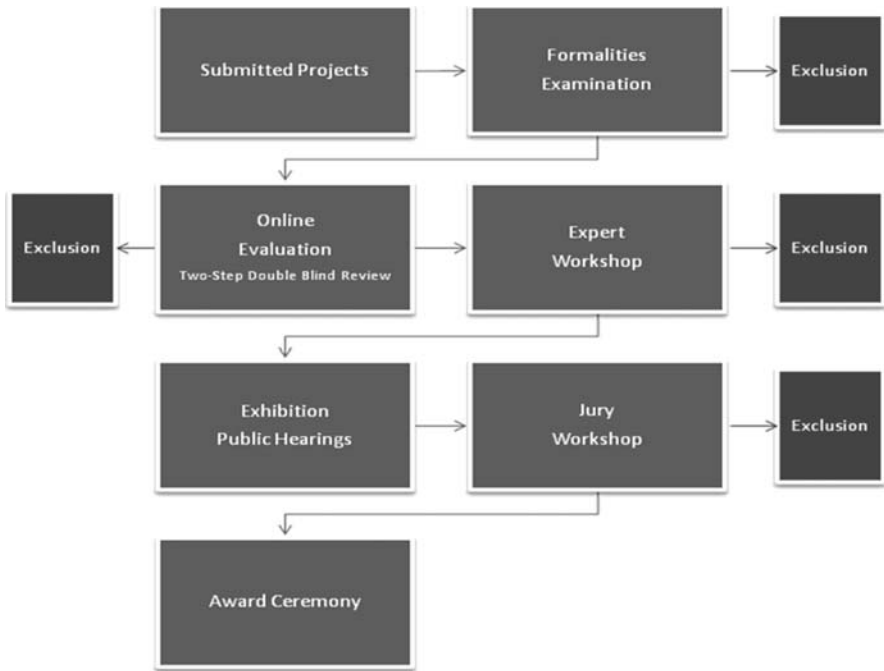 Submitted Projects
Formalities
Examination
Exclusion
Exclusion
Online
Evaluation
Two-Step Double Blind Review
Expert
Workshop
Exclusion
Exhibition
Public Hearings
Jury
Workshop
Exclusion
Award Ceremony